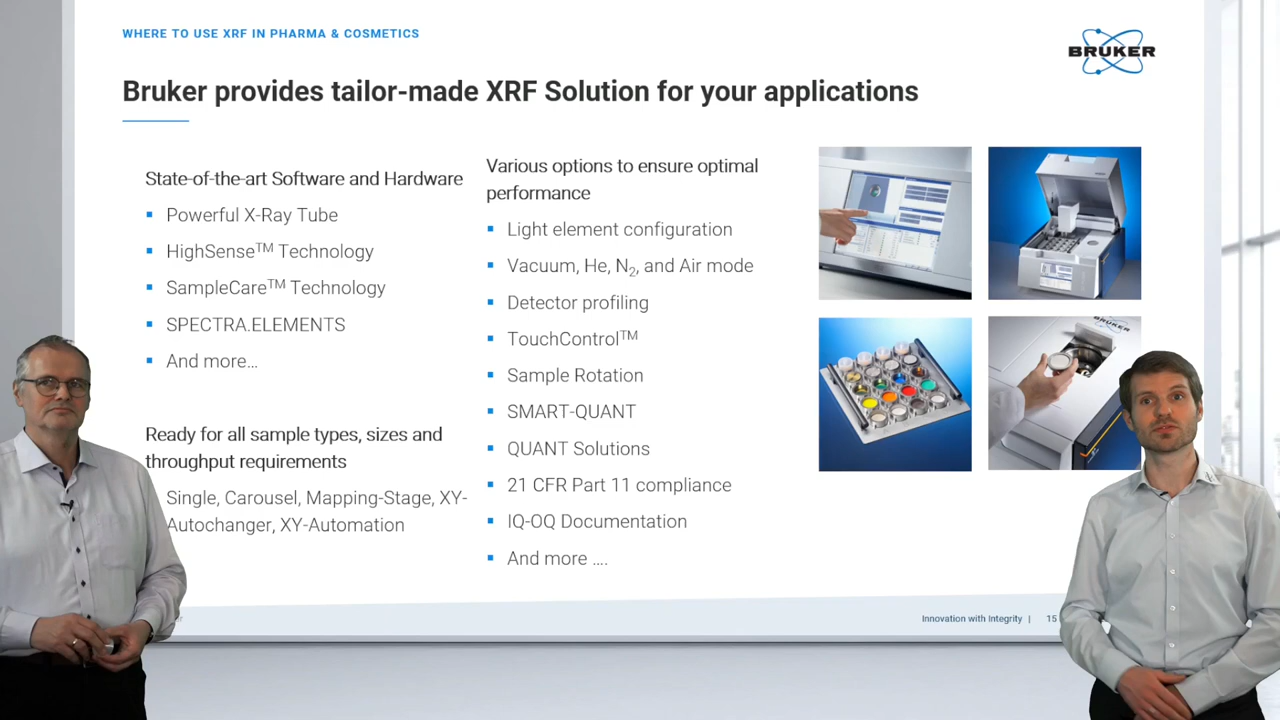 WHERE TO USE XRF IN PHARMA & COSMETICS
BRUKER
Bruker provides tailor-made XRF Solution for your applications
State-of-the-art Software and Hardware
Powerful X-Ray Tube
HighSense™ Technology
SampleCare™ Technology
SPECTRA.ELEMENTS
And more...
Ready for all sample types, sizes and
throughput requirements
Single, Carousel, Mapping-Stage, XY-
Autochanger, XY-Automation
Various options to ensure optimal
performance
Light element configuration
Vacuum, He, N₂, and Air mode
Detector profiling
TouchControl™
Sample Rotation
SMART-QUANT
QUANT Solutions
21 CFR Part 11 compliance
IQ-OQ Documentation
And more ....
BRUKER
Innovation with Integrity | 15